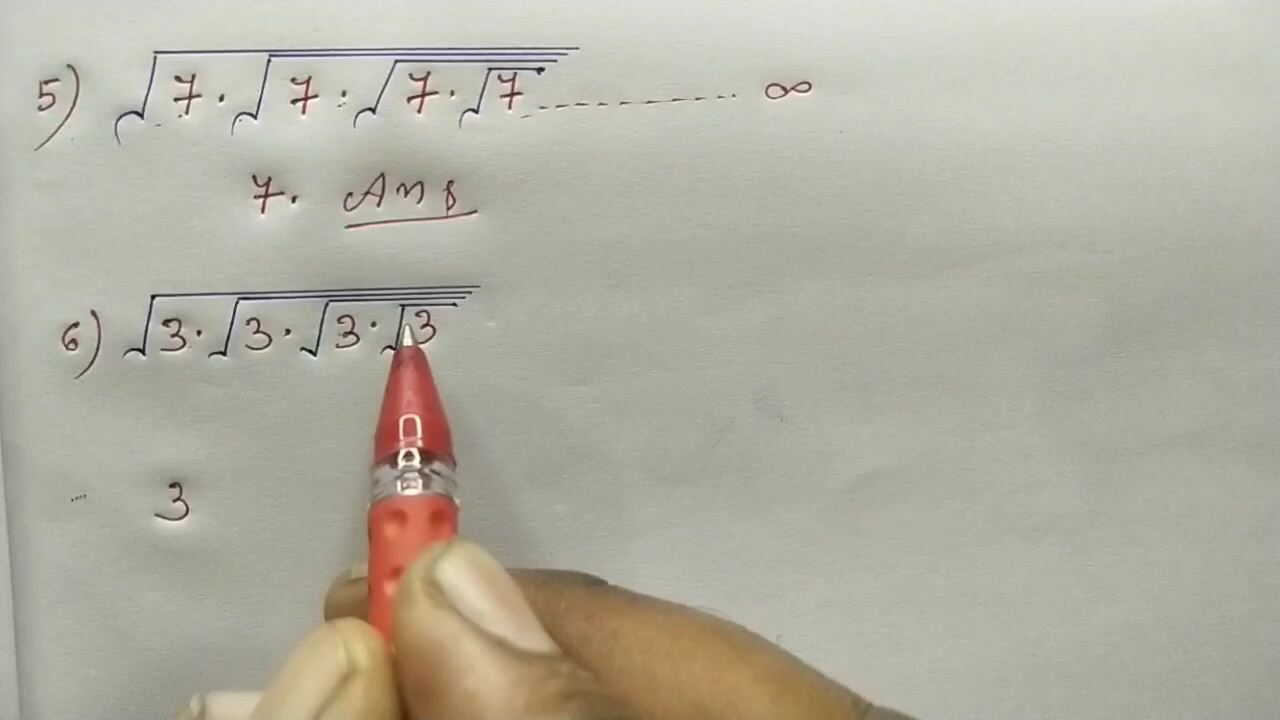 5) √7·√7·√7·√7 ------------ ∞
7. Ans
6) √3·√3·√3·√3
3